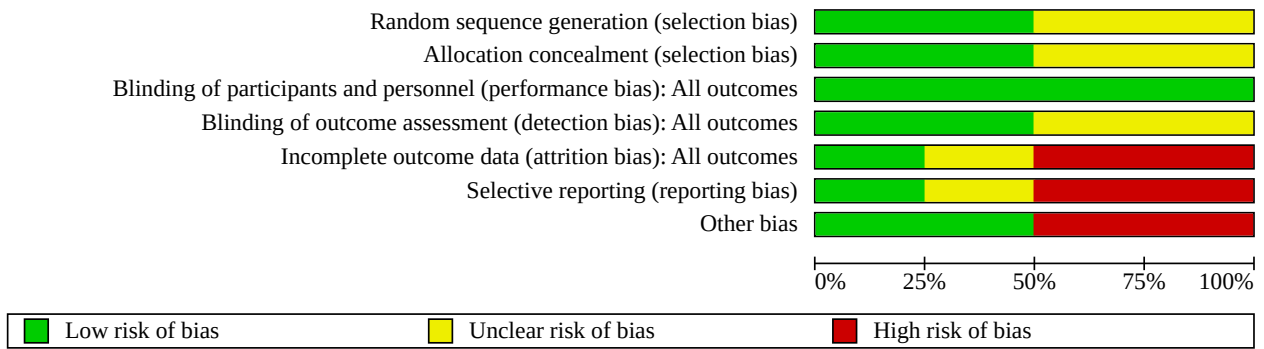 Random sequence generation (selection bias)
Allocation concealment (selection bias)
Blinding of participants and personnel (performance bias): All outcomes
Blinding of outcome assessment (detection bias): All outcomes
Incomplete outcome data (attrition bias): All outcomes
Selective reporting (reporting bias)
Other bias
0% 25% 50% 75% 100%
Low risk of bias Unclear risk of bias High risk of bias